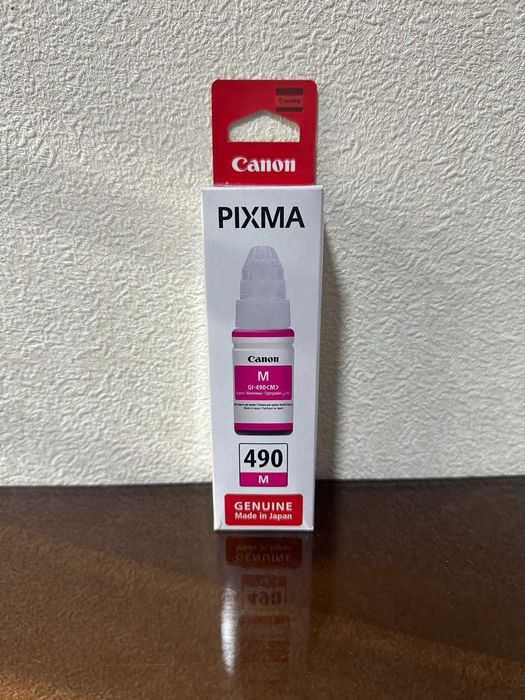 Canon
Canon
PIXMA
Canon
M
GI-490<M>
490
M
GENUINE
Made in Japan